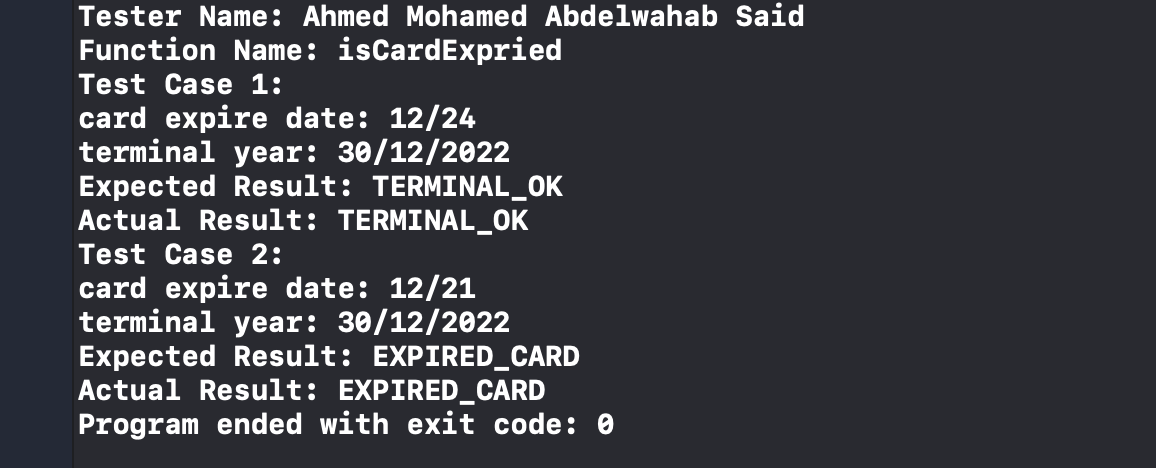 Tester Name: Ahmed Mohamed Abdelwahab Said
Function Name: isCardExpried
Test Case 1:
card expire date: 12/24
terminal year: 30/12/2022
Expected Result: TERMINAL_OK
Actual Result: TERMINAL_OK
Test Case 2:
card expire date: 12/21
terminal year: 30/12/2022
Expected Result: EXPIRED_CARD
Actual Result: EXPIRED_CARD
Program ended with exit code: 0